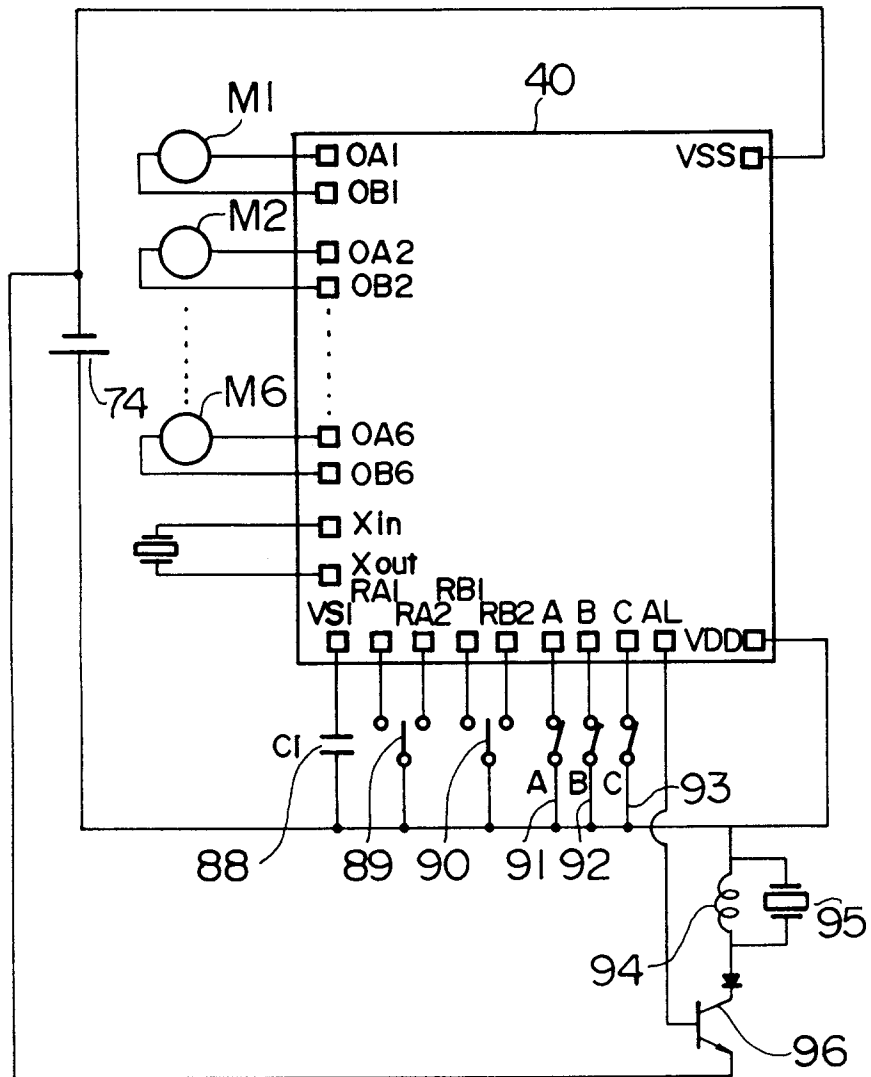 40
M1
OA1
VSS
OB1
M2
OA2
OB2
74
M6
OA6
OB6
Xin
Xout
RA1
RB1
VS1
RA2
RB2
A
B
C
AL
VDD
C1
A
B
C
93
88
89
90
91
92
94
95
96